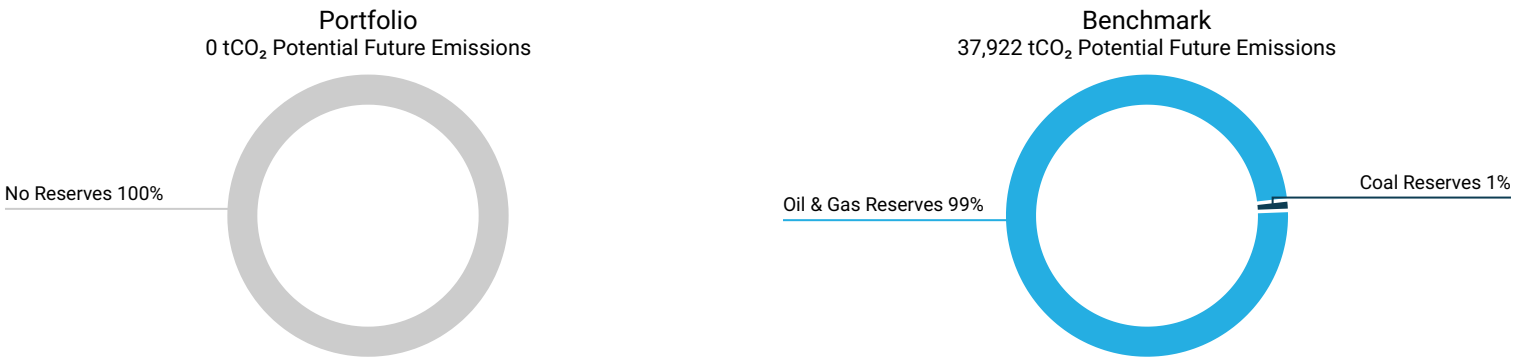 Portfolio
0 tCO₂ Potential Future Emissions
No Reserves 100%
Benchmark
37,922 tCO₂ Potential Future Emissions
Coal Reserves 1%
Oil & Gas Reserves 99%